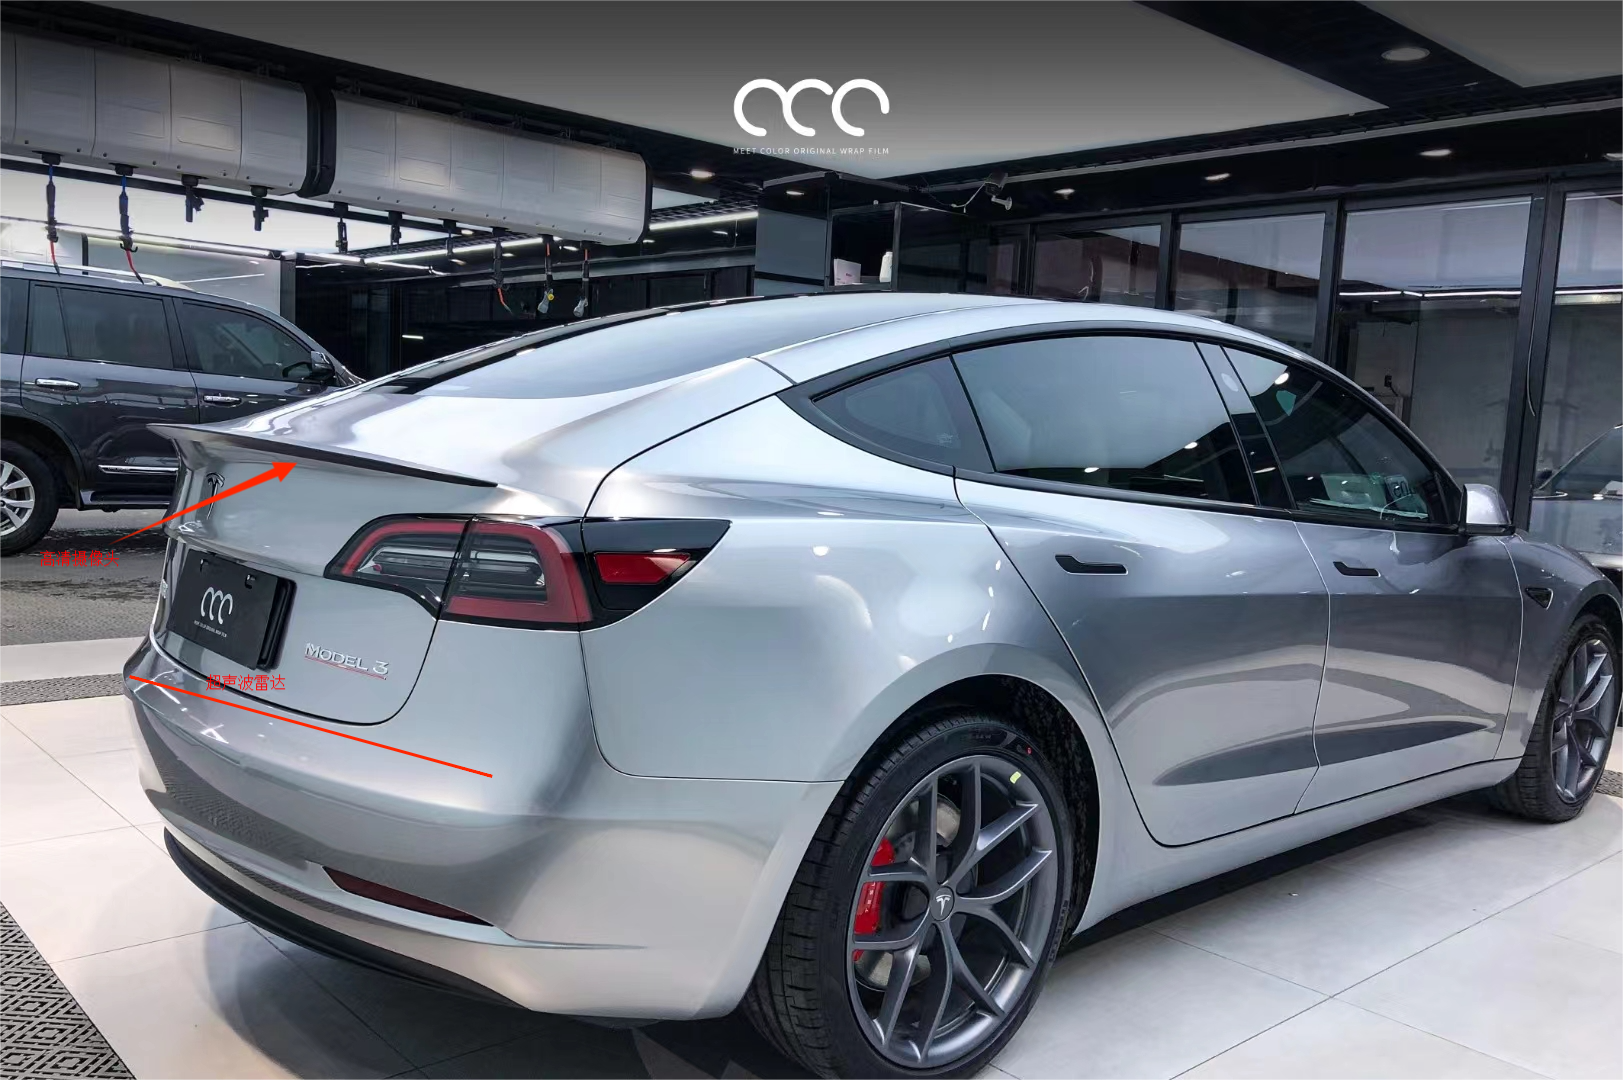 MEET COLOR ORIGINAL WRAP FILM
MODEL 3
超声波雷达